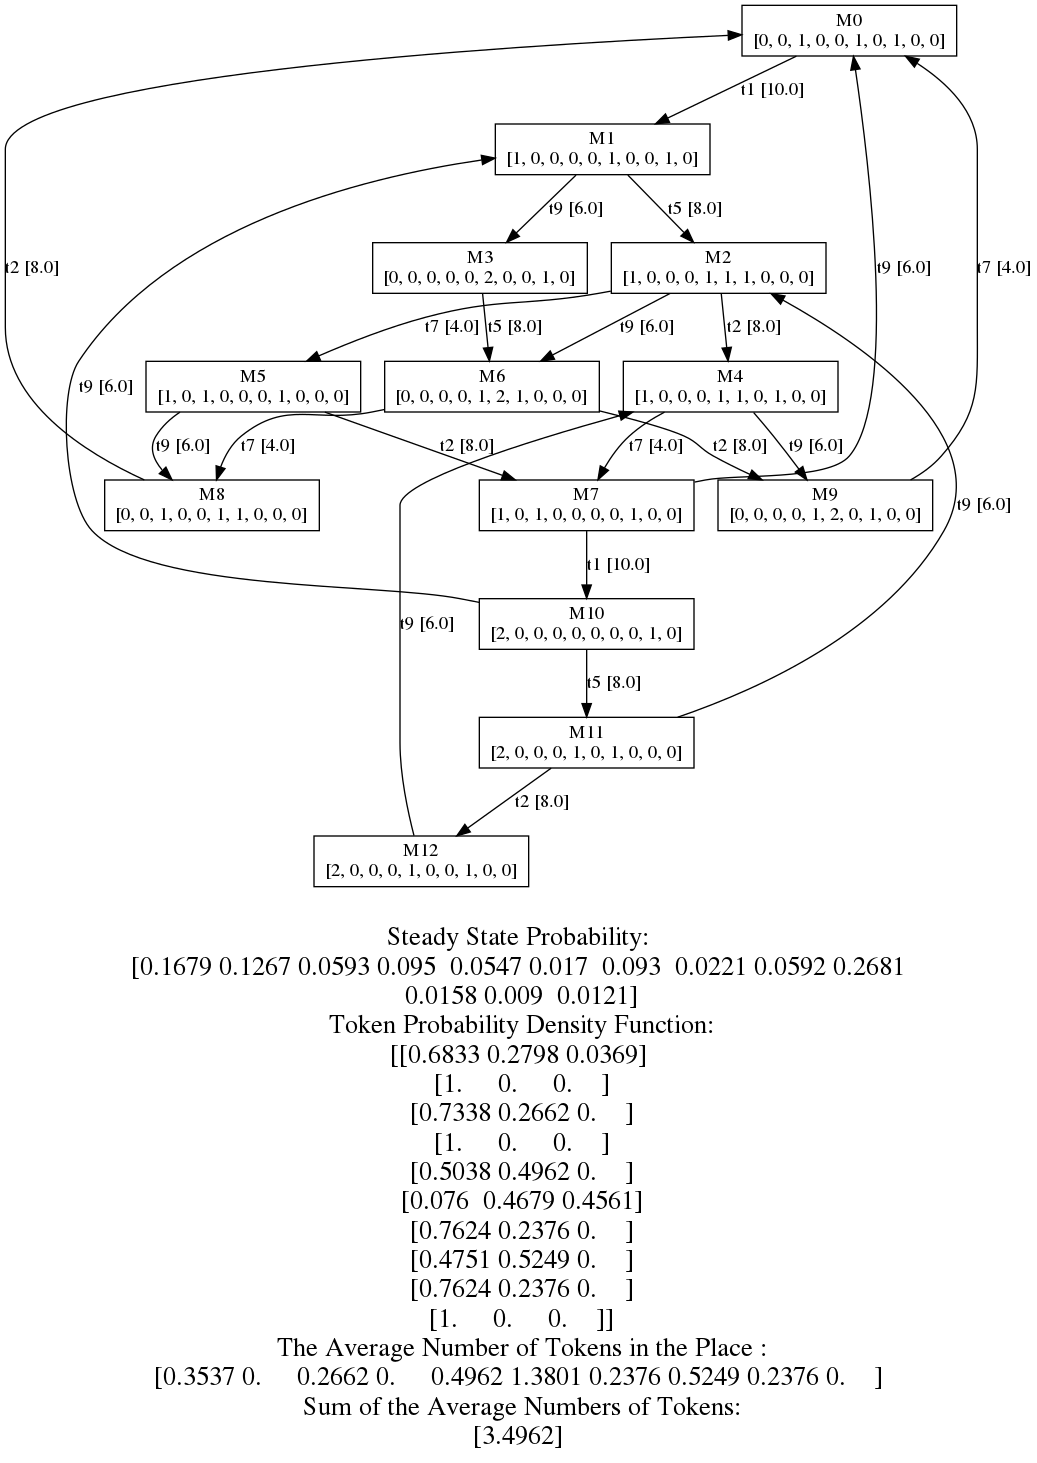 M0
[0, 0, 1, 0, 0, 1, 0, 1, 0, 0]
t1 [10.0]
M1
[1, 0, 0, 0, 0, 1, 0, 0, 1, 0]
t9 [6.0]
t5 [8.0]
M3
[0, 0, 0, 0, 0, 2, 0, 0, 1, 0]
M2
[1, 0, 0, 0, 1, 1, 1, 0, 0, 0]
t2 [8.0]
t9 [6.0]
t7 [4.0]
t7 [4.0]
t5 [8.0]
t9 [6.0]
t2 [8.0]
M5
[1, 0, 1, 0, 0, 0, 1, 0, 0, 0]
M6
[0, 0, 0, 0, 1, 2, 1, 0, 0, 0]
M4
[1, 0, 0, 0, 1, 1, 0, 1, 0, 0]
t9 [6.0]
t9 [6.0]
t7 [4.0]
t2 [8.0]
t7 [4.0]
t2 [8.0]
t9 [6.0]
M8
[0, 0, 1, 0, 0, 1, 1, 0, 0, 0]
M7
[1, 0, 1, 0, 0, 0, 0, 1, 0, 0]
M9
[0, 0, 0, 0, 1, 2, 0, 1, 0, 0]
t9 [6.0]
t1 [10.0]
M10
[2, 0, 0, 0, 0, 0, 0, 0, 1, 0]
t9 [6.0]
t5 [8.0]
M11
[2, 0, 0, 0, 1, 0, 1, 0, 0, 0]
t2 [8.0]
M12
[2, 0, 0, 0, 1, 0, 0, 1, 0, 0]
Steady State Probability:
[0.1679 0.1267 0.0593 0.095 0.0547 0.017 0.093 0.0221 0.0592 0.2681
0.0158 0.009 0.0121]
Token Probability Density Function:
[[0.6833 0.2798 0.0369]
[1. 0. 0. ]
[0.7338 0.2662 0. ]
[1. 0. 0. ]
[0.5038 0.4962 0. ]
[0.076 0.4679 0.4561]
[0.7624 0.2376 0. ]
[0.4751 0.5249 0. ]
[0.7624 0.2376 0. ]
[1. 0. 0. ]]
The Average Number of Tokens in the Place :
[0.3537 0. 0.2662 0. 0.4962 1.3801 0.2376 0.5249 0.2376 0. ]
Sum of the Average Numbers of Tokens:
[3.4962]